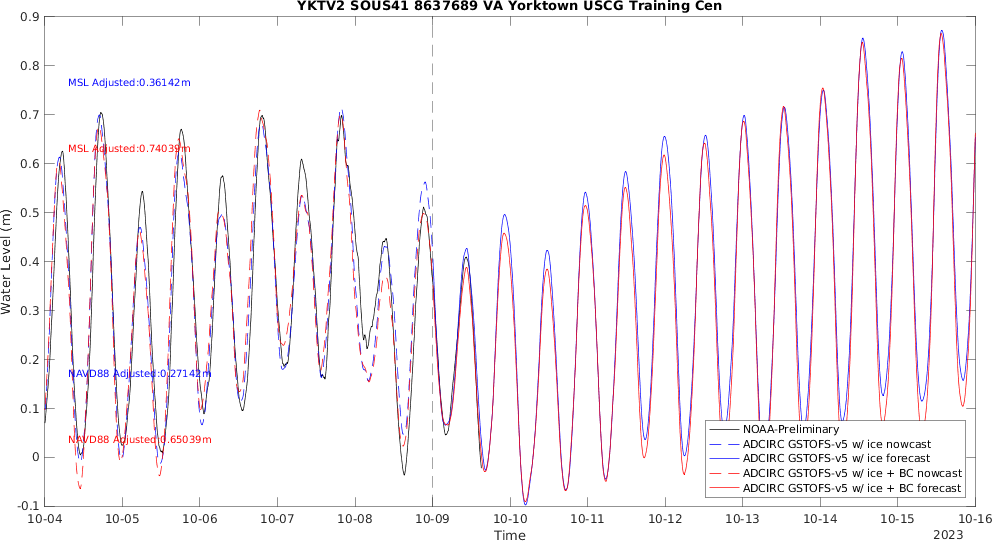 YKTV2 SOUS41 8637689 VA Yorktown USCG Training Cen
0.9
0.8
0.7
0.6
0.5
0.4
0.3
0.2
0.1
0
-0.1
Water Level (m)
MSL Adjusted:0.36142m
MSL Adjusted:0.74039m
NAVD88 Adjusted:0.27142m
NAVD88 Adjusted:0.65039m
NOAA-Preliminary
ADCIRC GSTOFS-v5 w/ ice nowcast
ADCIRC GSTOFS-v5 w/ ice forecast
ADCIRC GSTOFS-v5 w/ ice + BC nowcast
ADCIRC GSTOFS-v5 w/ ice + BC forecast
10-04 10-05 10-06 10-07 10-08 10-09 10-10 10-11 10-12 10-13 10-14 10-15 10-16
Time
2023